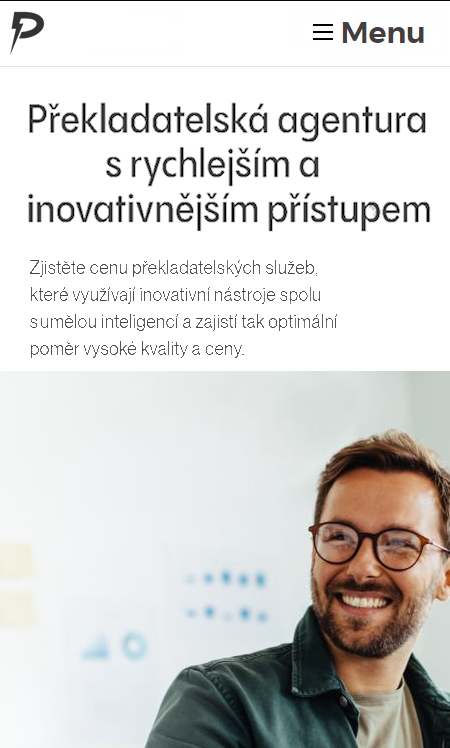 Menu
Překladatelská agentura
s rychlejším a
inovativnějším přístupem
Zjistěte cenu překladatelských služeb,
které využívají inovativní nástroje spolu
s umělou inteligencí a zajistí tak optimální
poměr vysoké kvality a ceny.